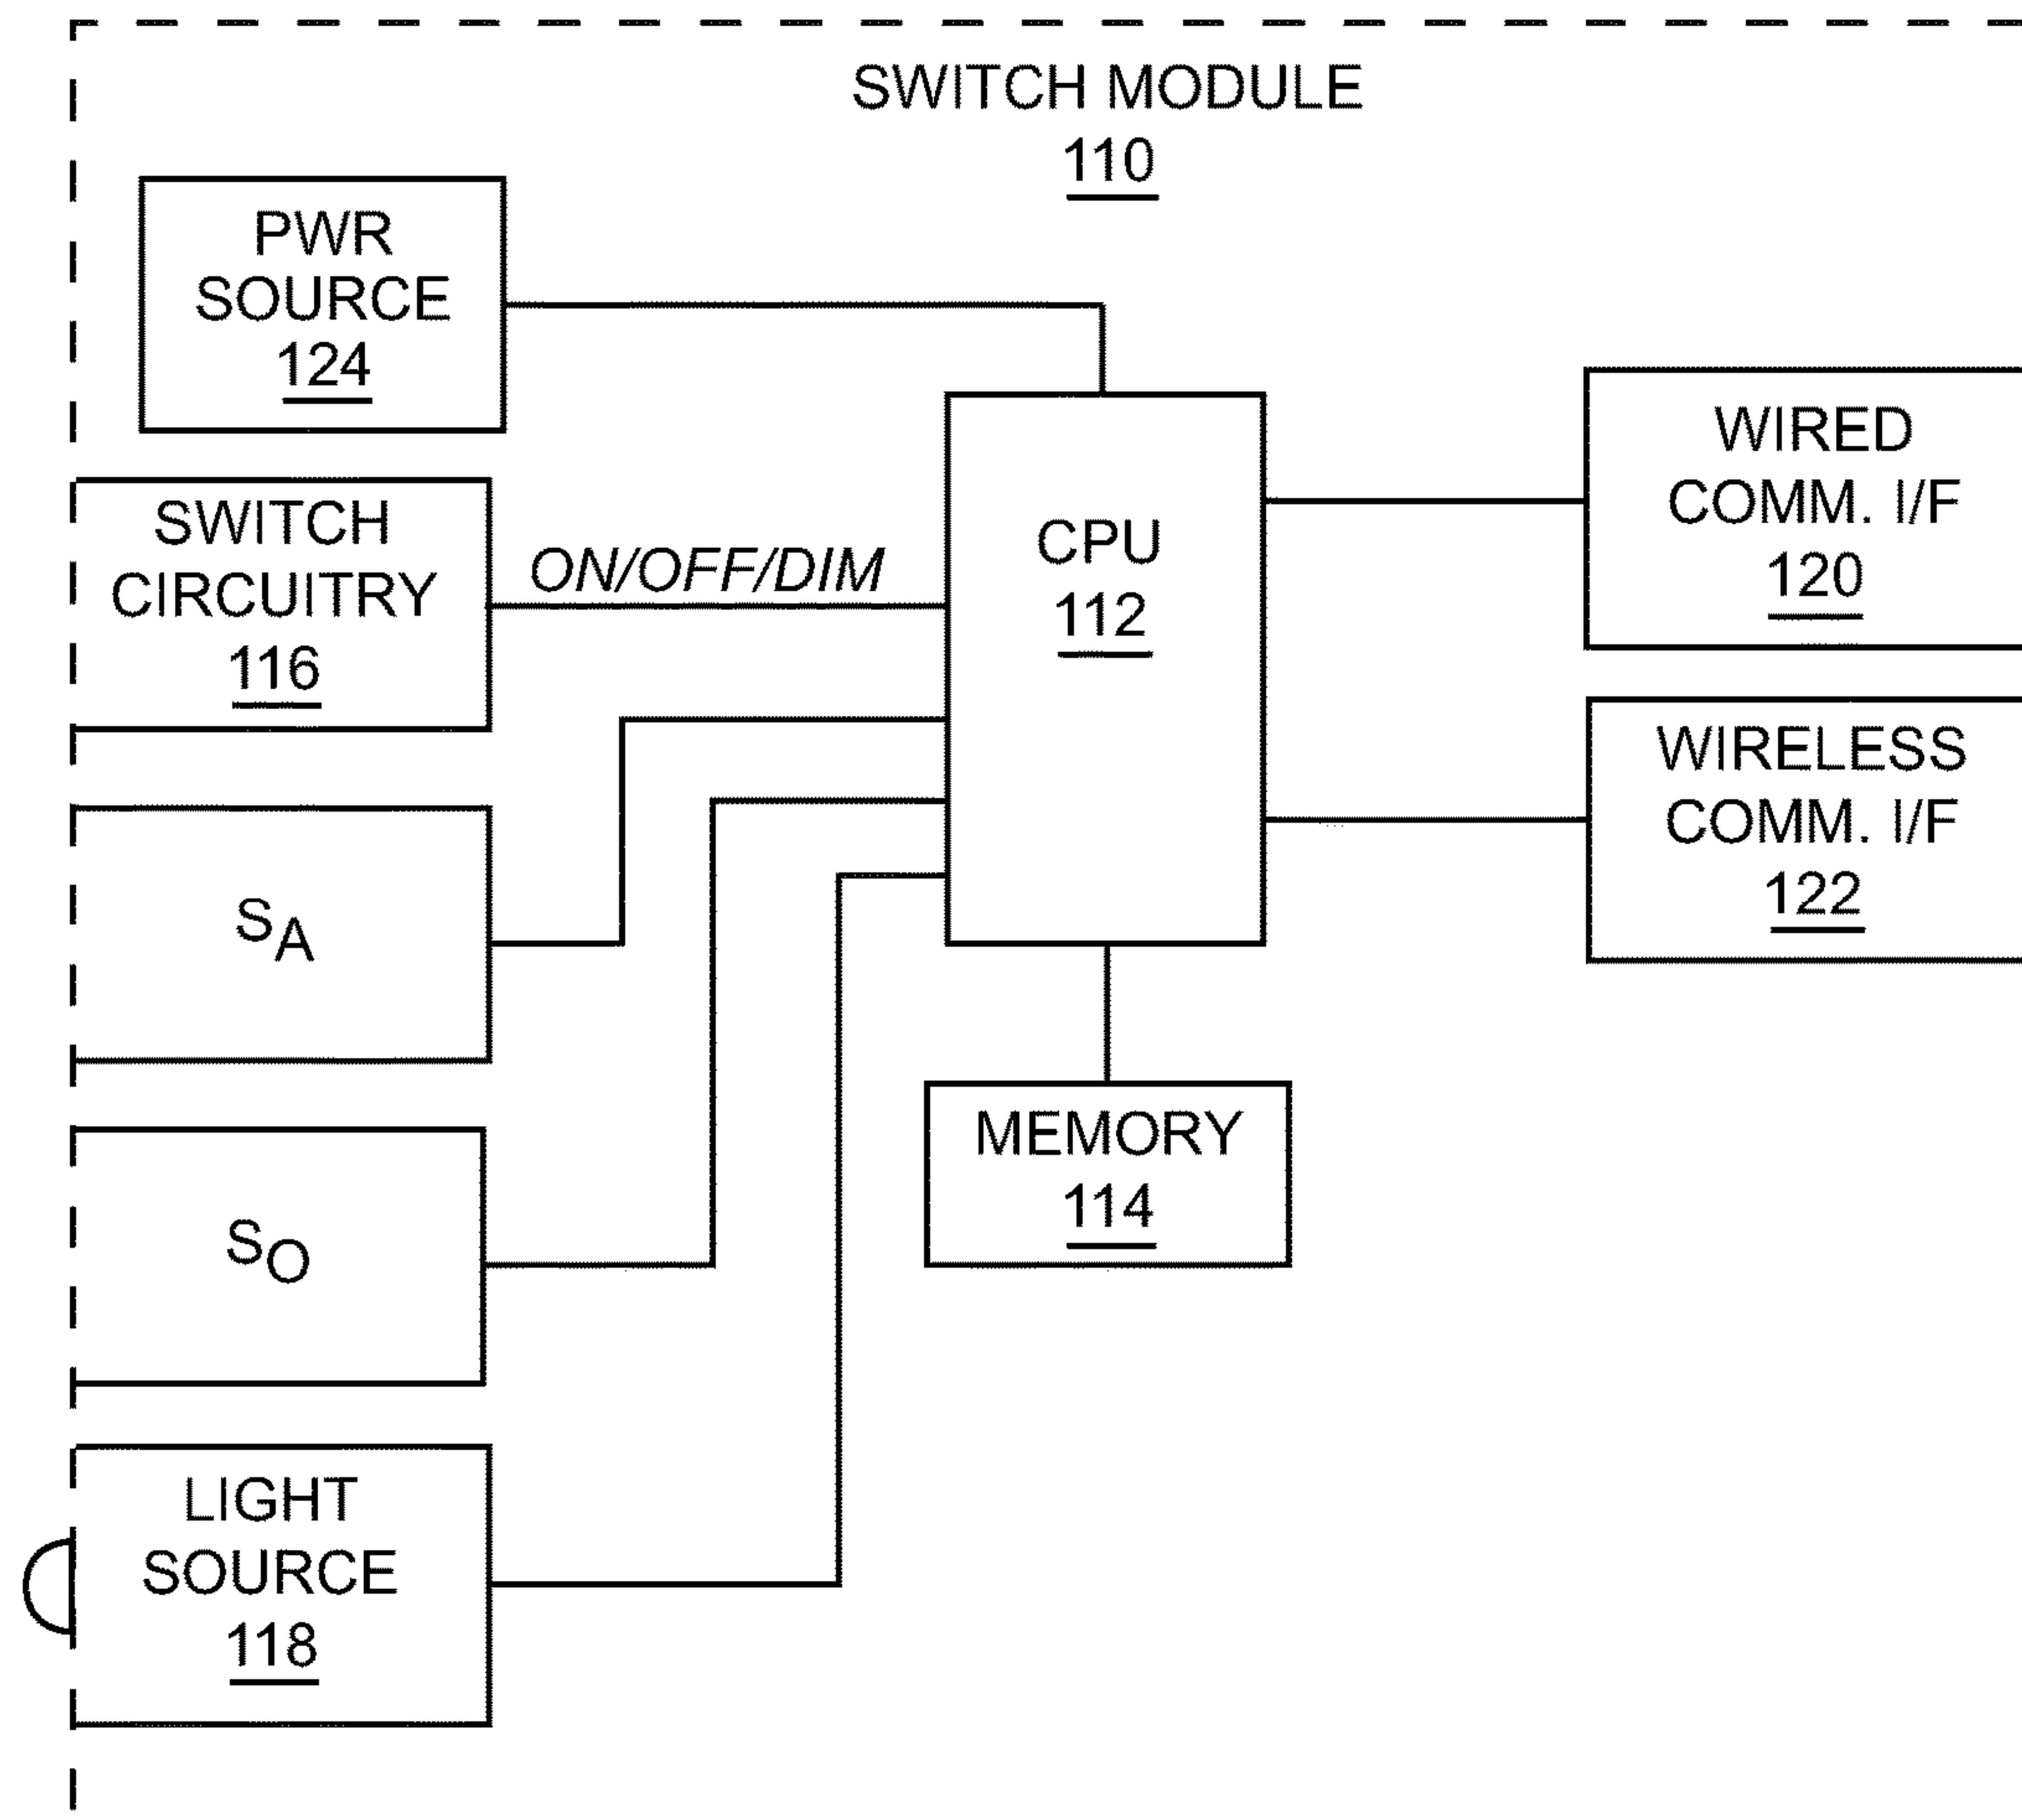 SWITCH MODULE
110
PWR
SOURCE
124
SWITCH
CIRCUITRY
116
ON/OFF/DIM
CPU
112
WIRED
COMM. I/F
120
WIRELESS
COMM. I/F
122
SA
SO
MEMORY
114
LIGHT
SOURCE
118